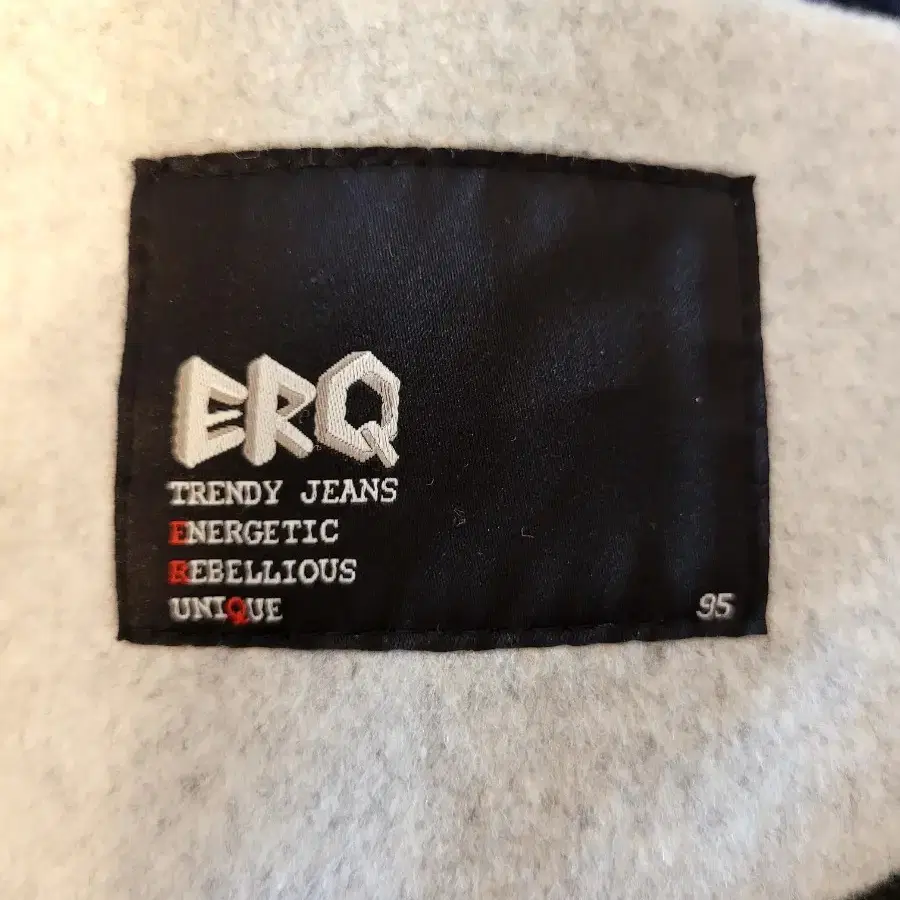 ERQ
TRENDY JEANS
ENERGETIC
REBELLIOUS
UNIQUE
95